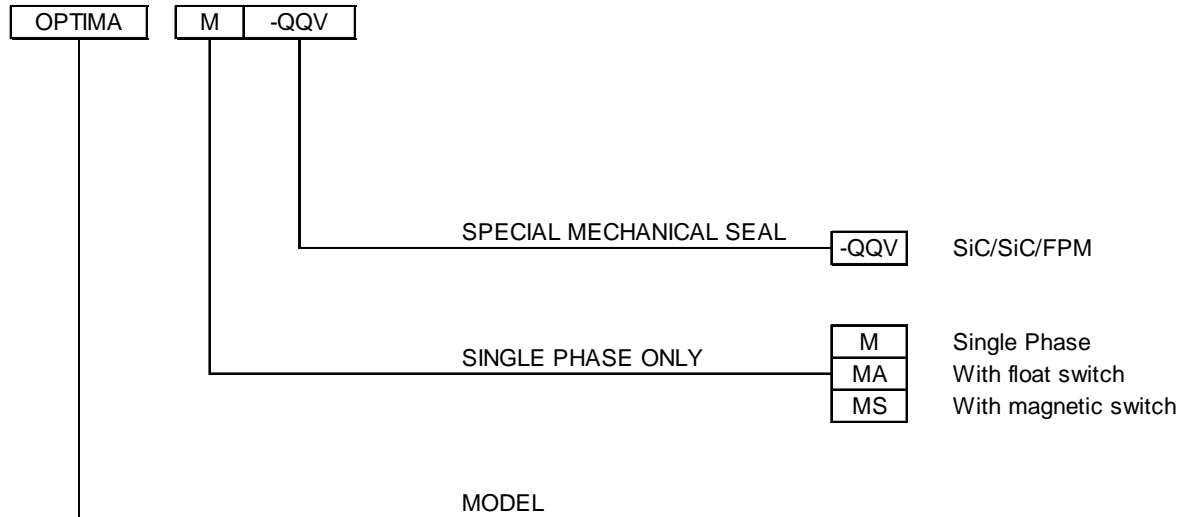 OPTIMA M -QQV
SPECIAL MECHANICAL SEAL -QQV SiC/SiC/FPM
M Single Phase
SINGLE PHASE ONLY
MA With float switch
MS With magnetic switch
MODEL